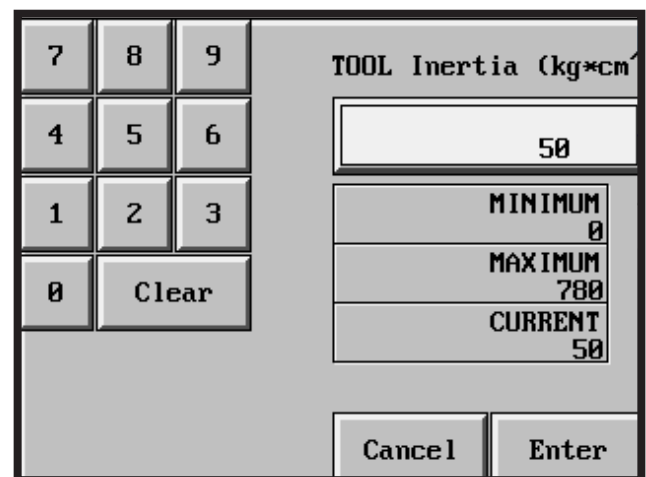 7 8 9
4 5 6
1 2 3
0 Clear
TOOL Inertia (kg*cm
50
MINIMUM
0
MAXIMUM
780
CURRENT
50
Cancel Enter